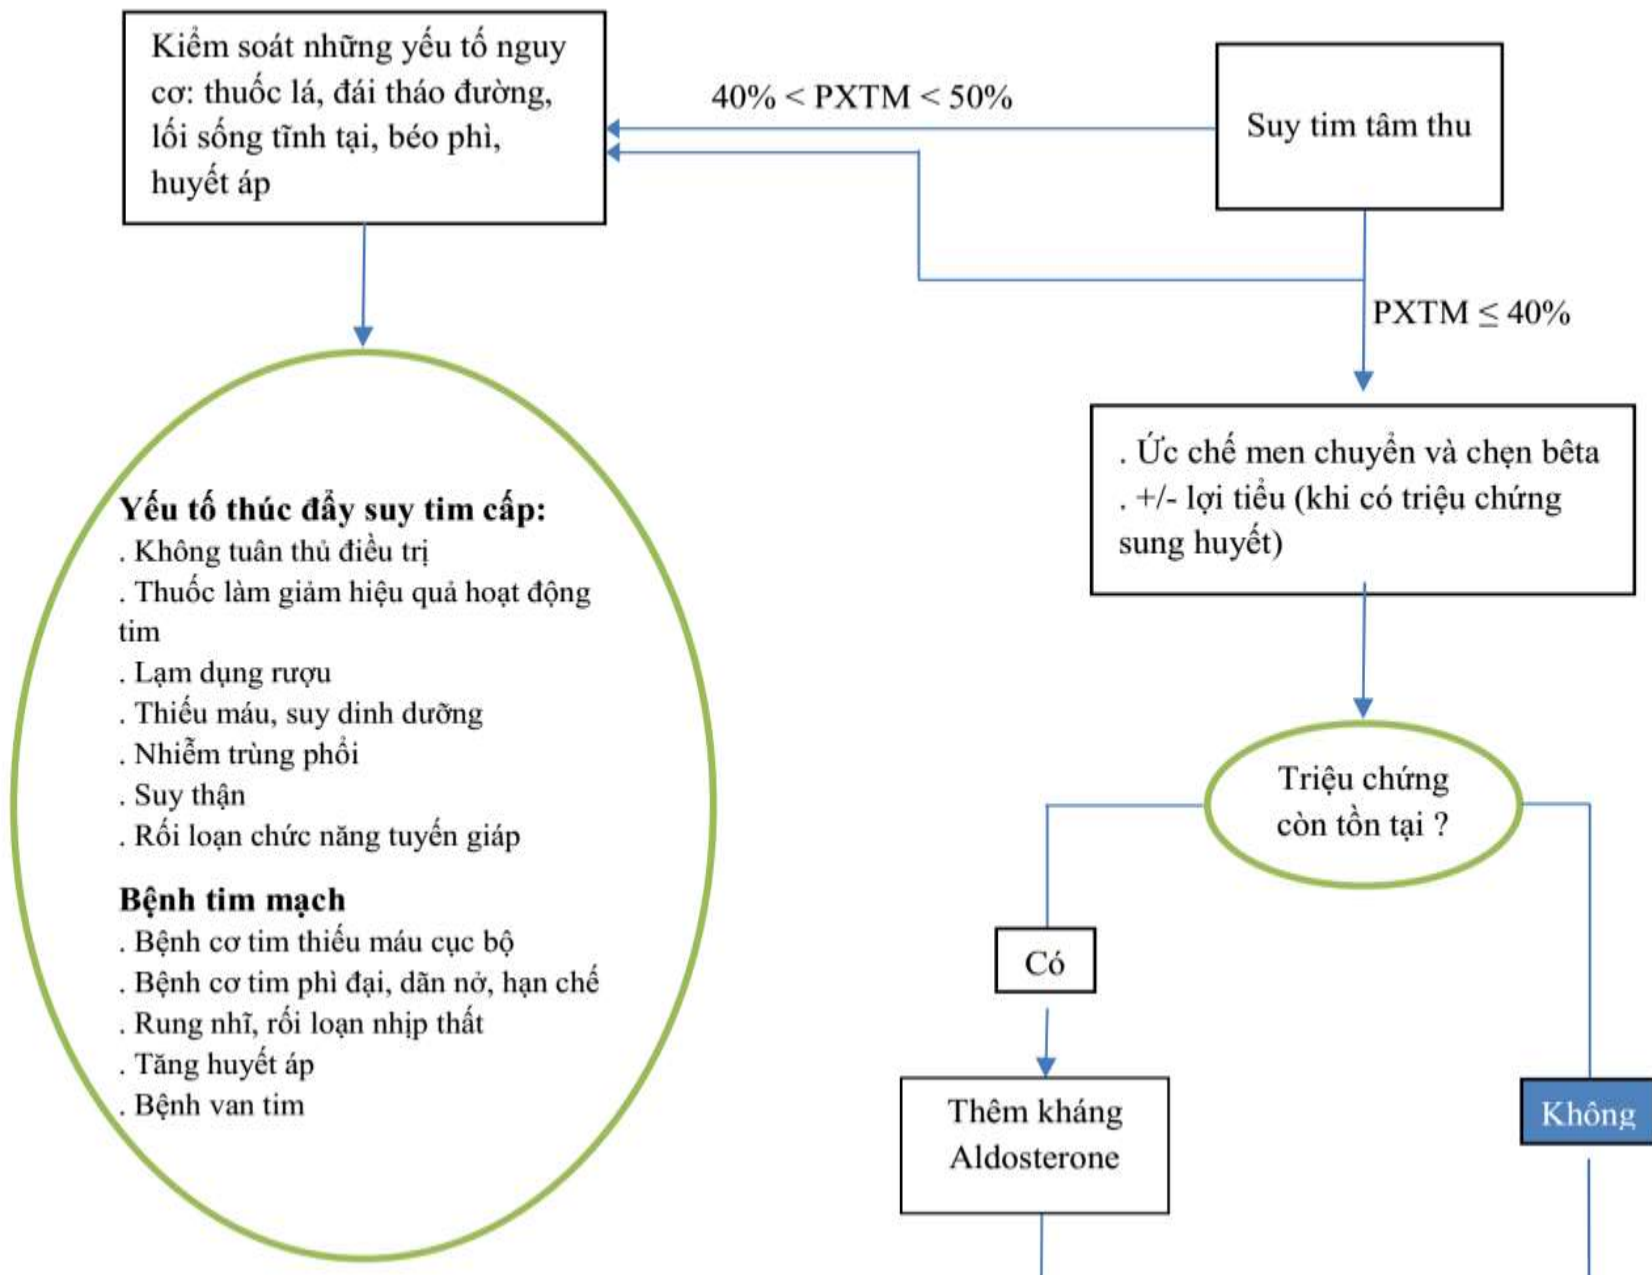 Kiểm soát những yếu tố nguy
cơ: thuốc lá, đái tháo đường,
lối sống tĩnh tại, béo phì,
huyết áp
40% < PXTM < 50%
Suy tim tâm thu
PXTM ≤ 40%
. Ức chế men chuyển và chẹn bêta
. +/- lợi tiểu (khi có triệu chứng
sung huyết)
Yếu tố thúc đẩy suy tim cấp:
. Không tuân thủ điều trị
. Thuốc làm giảm hiệu quả hoạt động
tim
. Lạm dụng rượu
. Thiếu máu, suy dinh dưỡng
. Nhiễm trùng phổi
. Suy thận
. Rối loạn chức năng tuyến giáp
Bệnh tim mạch
. Bệnh cơ tim thiếu máu cục bộ
. Bệnh cơ tim phì đại, dãn nở, hạn chế
. Rung nhĩ, rối loạn nhịp thất
. Tăng huyết áp
. Bệnh van tim
Triệu chứng
còn tồn tại ?
Có
Thêm kháng
Aldosterone
Không